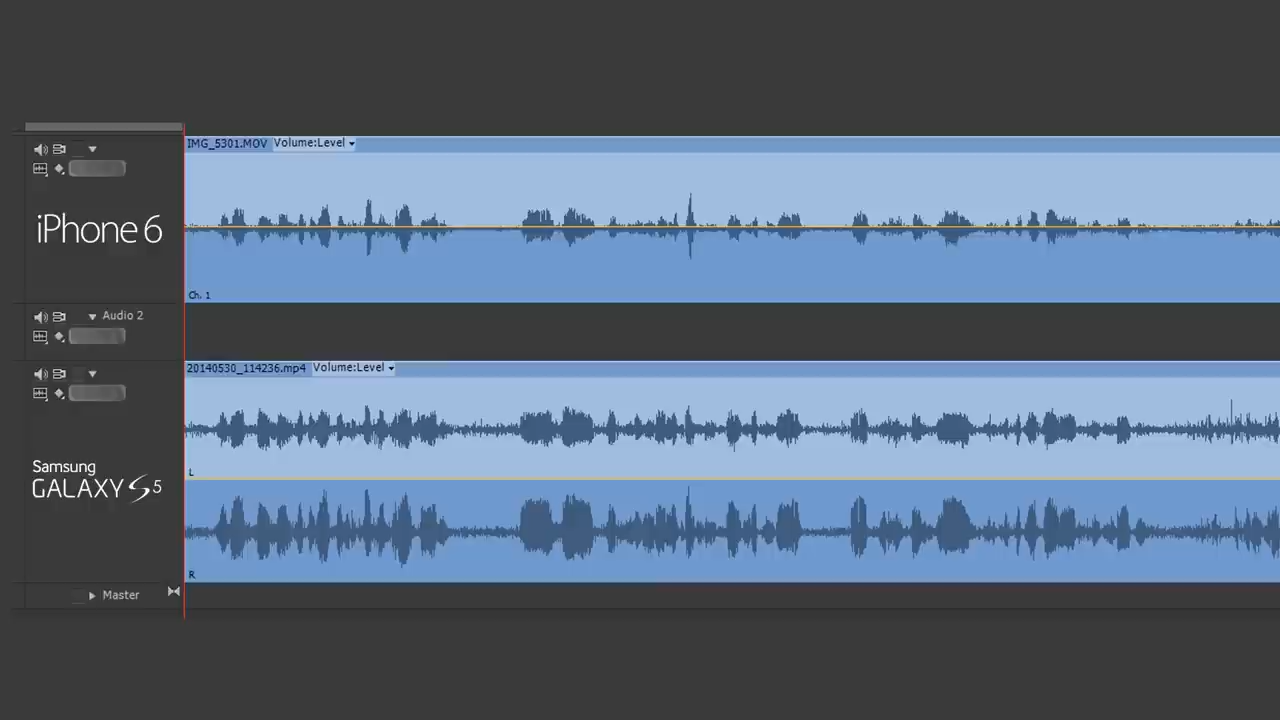 IMG_5301.MOV Volume:Level
iPhone 6
Ch. 1
Audio 2
20140530_114236.mp4 Volume:Level
L
Samsung
GALAXY S5
R
Master